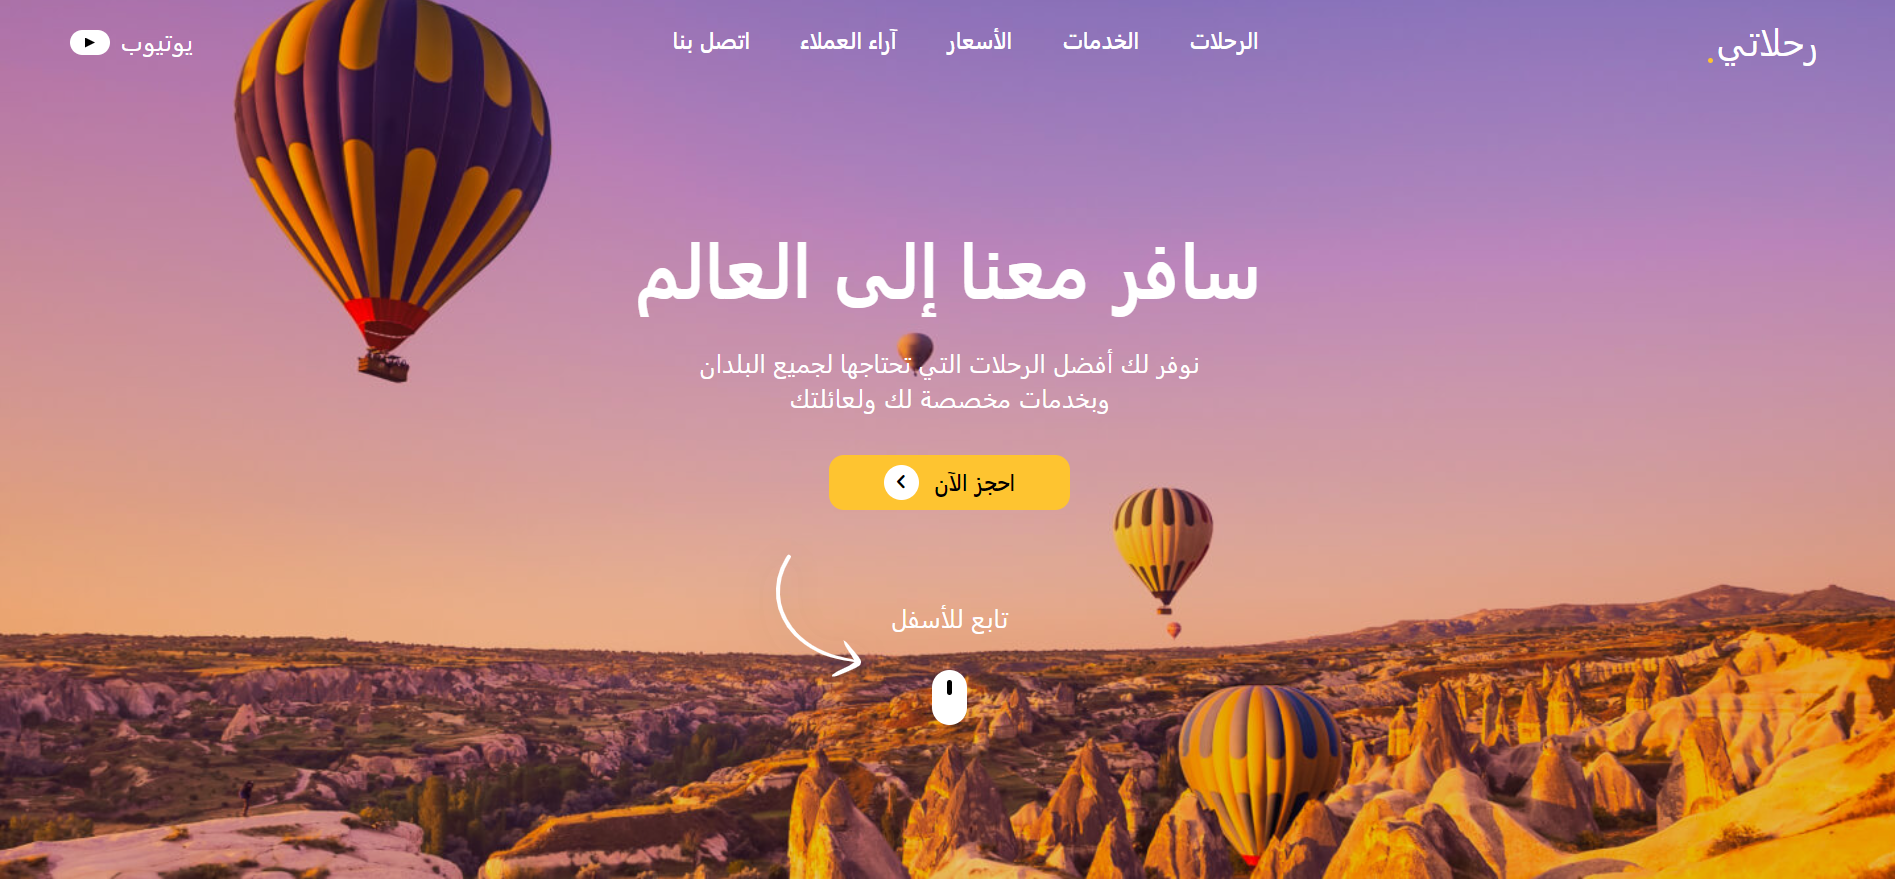 رحلاتي.
الرحلات
الخدمات
الأسعار
آراء العملاء
اتصل بنا
يوتيوب
سافر معنا إلى العالم
نوفر لك أفضل الرحلات التي تحتاجها لجميع البلدان
وبخدمات مخصصة لك ولعائلتك
احجز الآن
تابع للأسفل